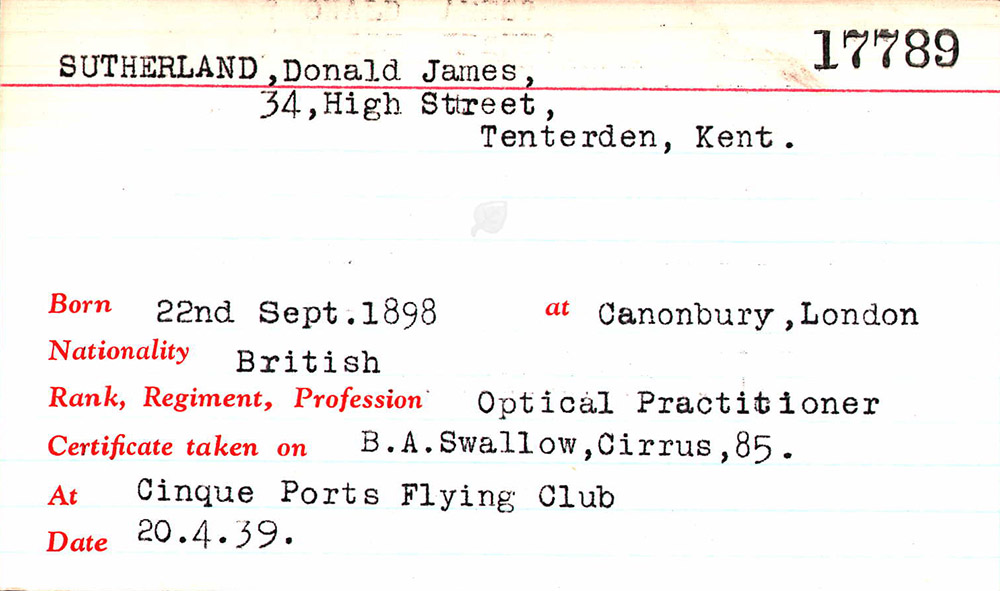 17789
SUTHERLAND,Donald James,
34,High Street,
Tenterden, Kent.
Born 22nd Sept.1898 at Canonbury,London
Nationality British
Rank, Regiment, Profession Optical Practitioner
Certificate taken on B.A.Swallow,Cirrus,85.
At Cinque Ports Flying Club
Date 20.4.39.